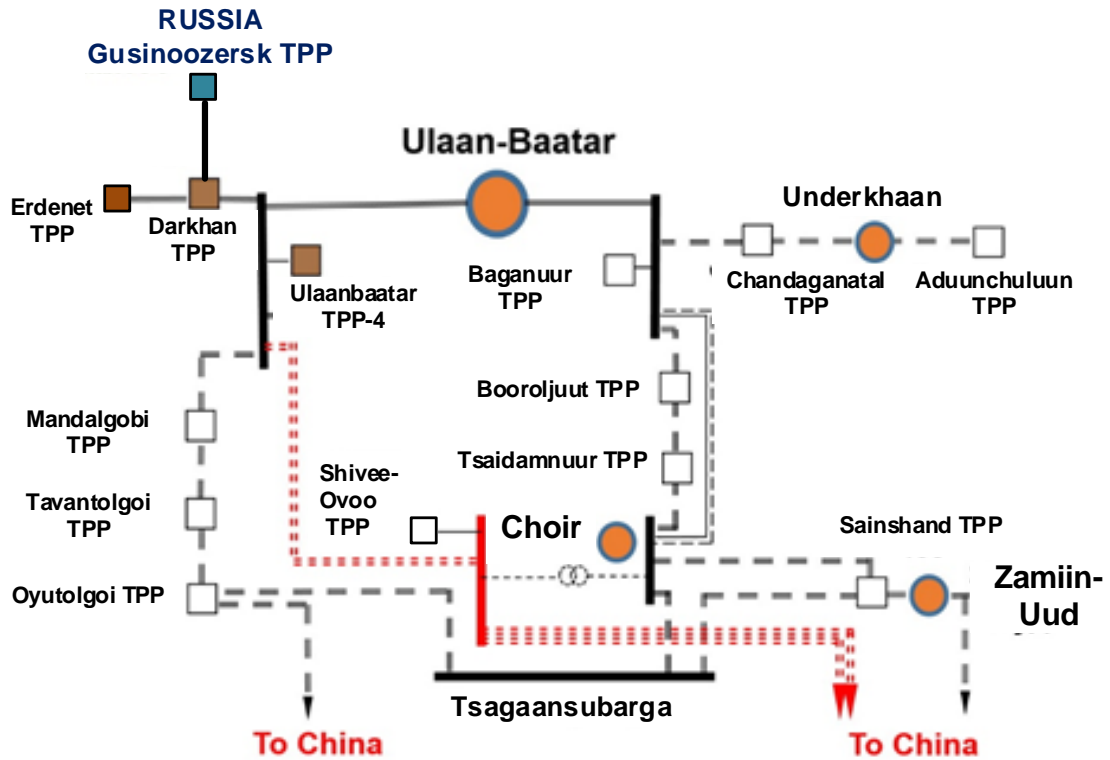 RUSSIA
Gusinoozersk TPP
Ulaan-Baatar
Underkhaan
Erdenet
TPP
Darkhan
TPP
Ulaanbaatar
TPP-4
Baganuur
TPP
Chandaganatal
TPP
Aduunchuluun
TPP
Booroljuut TPP
Mandalgobi
TPP
Tsaidamnuur TPP
Shivee-
Ovoo
TPP
Tavantolgoi
TPP
Choir
Sainshand TPP
Oyutolgoi TPP
Zamiin-
Uud
Tsagaansubarga
To China
To China